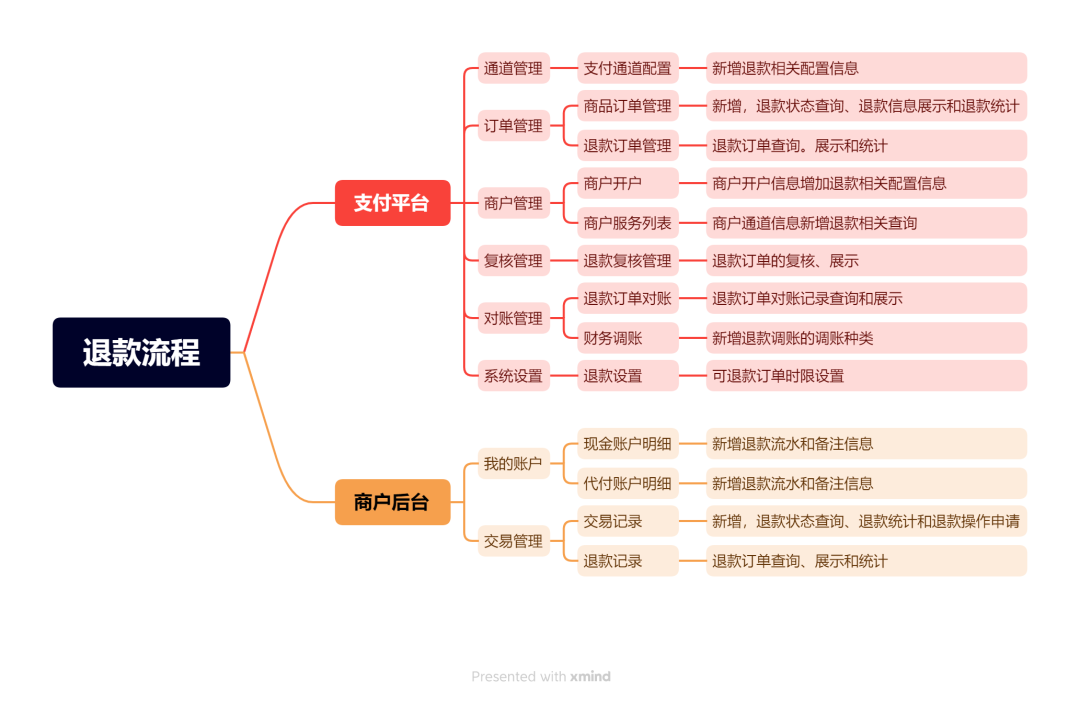 退款流程
支付平台
通道管理
支付通道配置
新增退款相关配置信息
订单管理
商品订单管理
新增，退款状态查询、退款信息展示和退款统计
退款订单管理
退款订单查询。展示和统计
商户管理
商户开户
商户开户信息增加退款相关配置信息
商户服务列表
商户通道信息新增退款相关查询
复核管理
退款复核管理
退款订单的复核、展示
对账管理
退款订单对账
退款订单对账记录查询和展示
财务调账
新增退款调账的调账种类
系统设置
退款设置
可退款订单时限设置
商户后台
我的账户
现金账户明细
新增退款流水和备注信息
代付账户明细
新增退款流水和备注信息
交易管理
交易记录
新增，退款状态查询、退款统计和退款操作申请
退款记录
退款订单查询、展示和统计
Presented with xmind